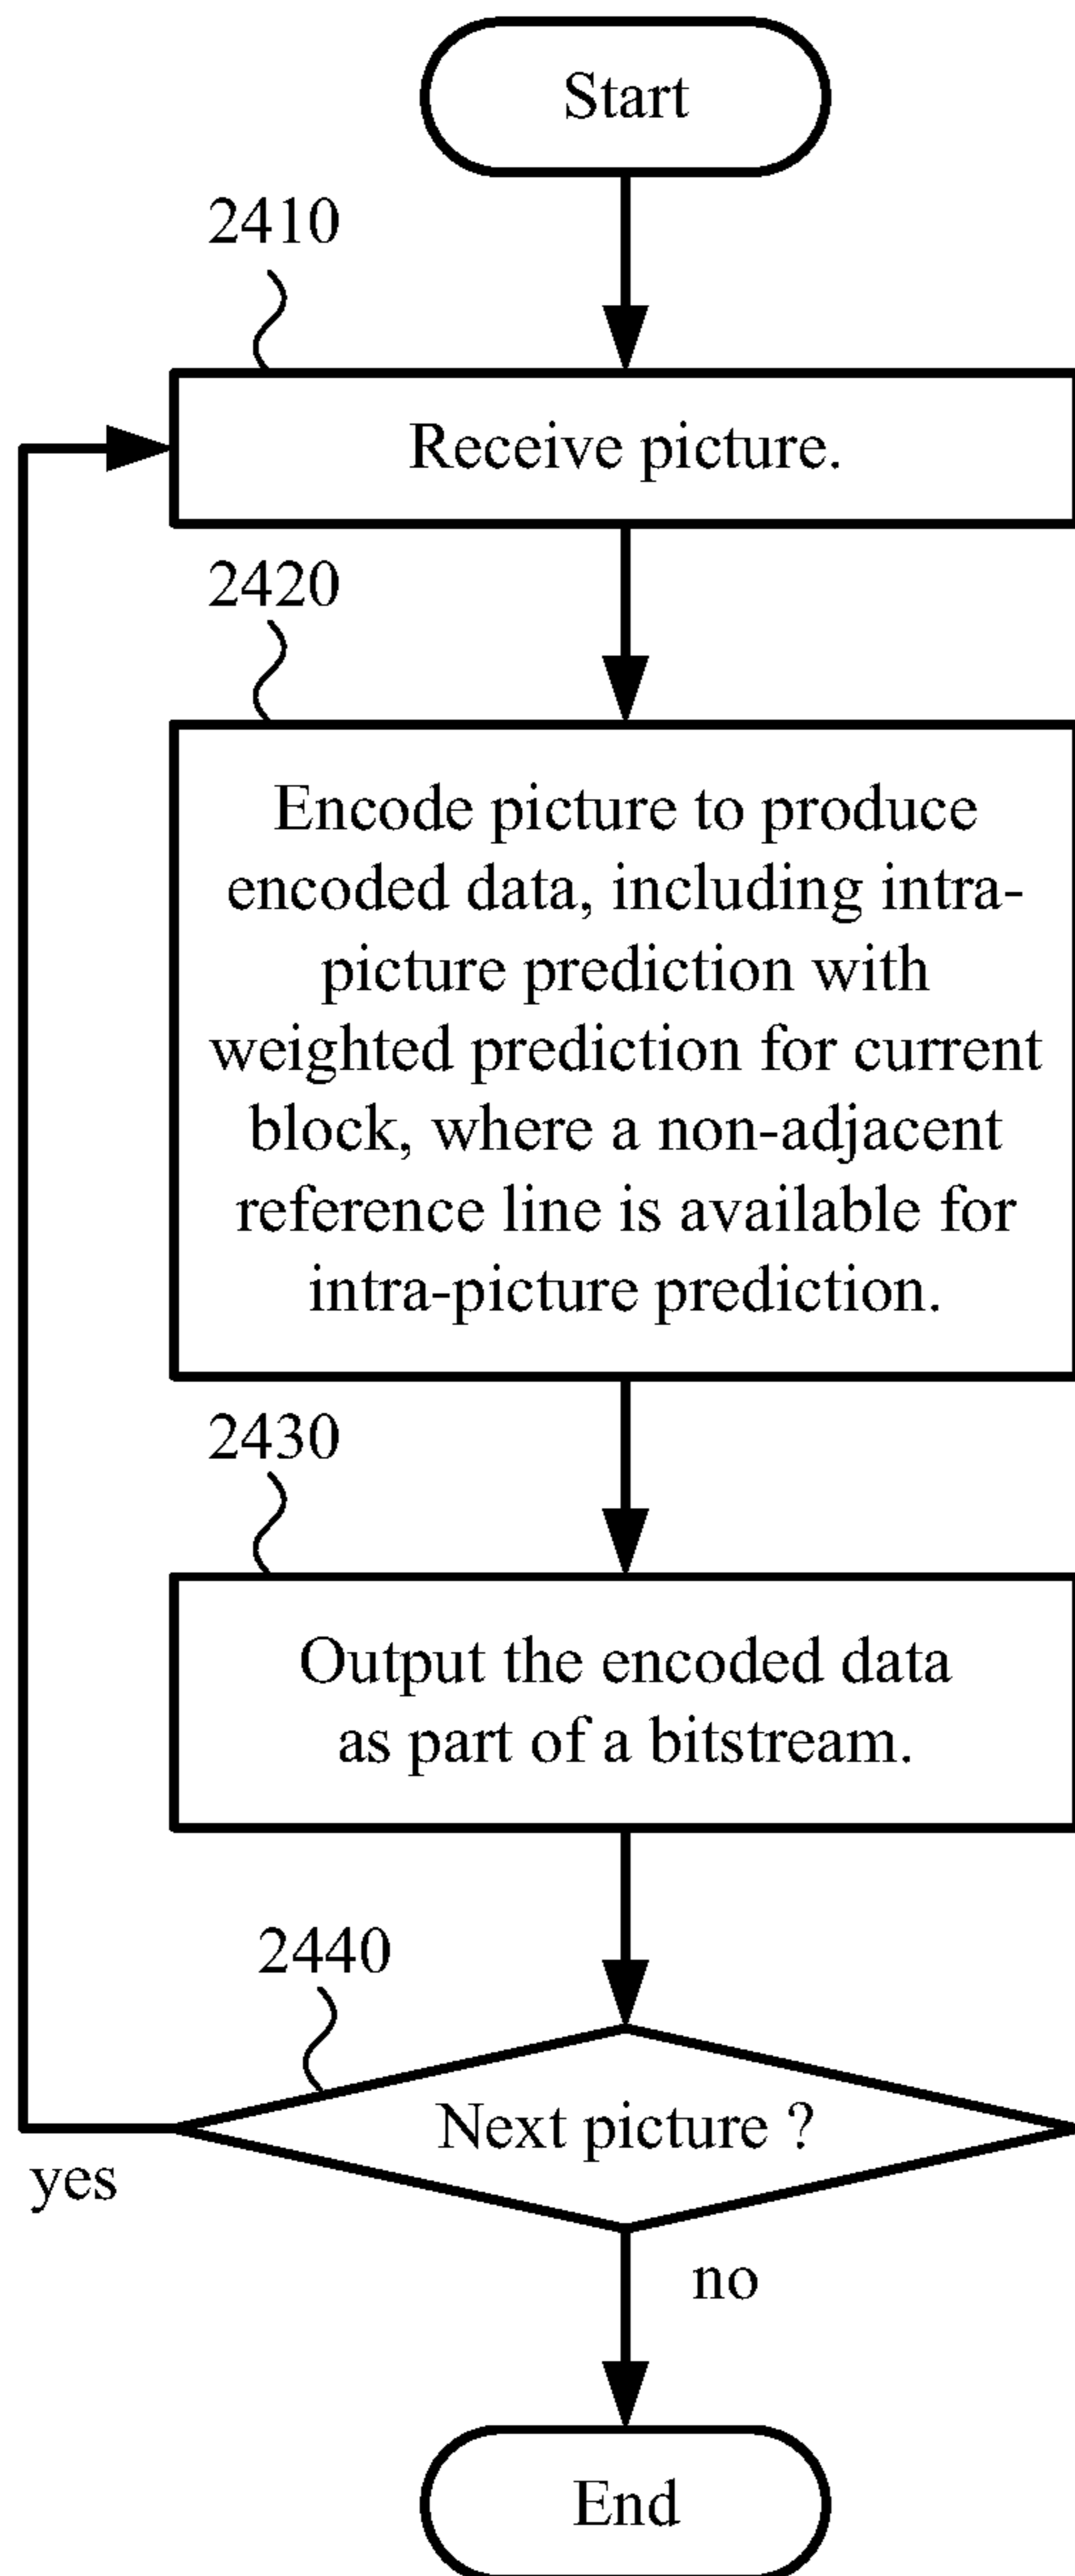 Start
2410
Receive picture.
2420
Encode picture to produce
encoded data, including intra-
picture prediction with
weighted prediction for current
block, where a non-adjacent
reference line is available for
intra-picture prediction.
2430
Output the encoded data
as part of a bitstream.
2440
Next picture ?
yes
no
End